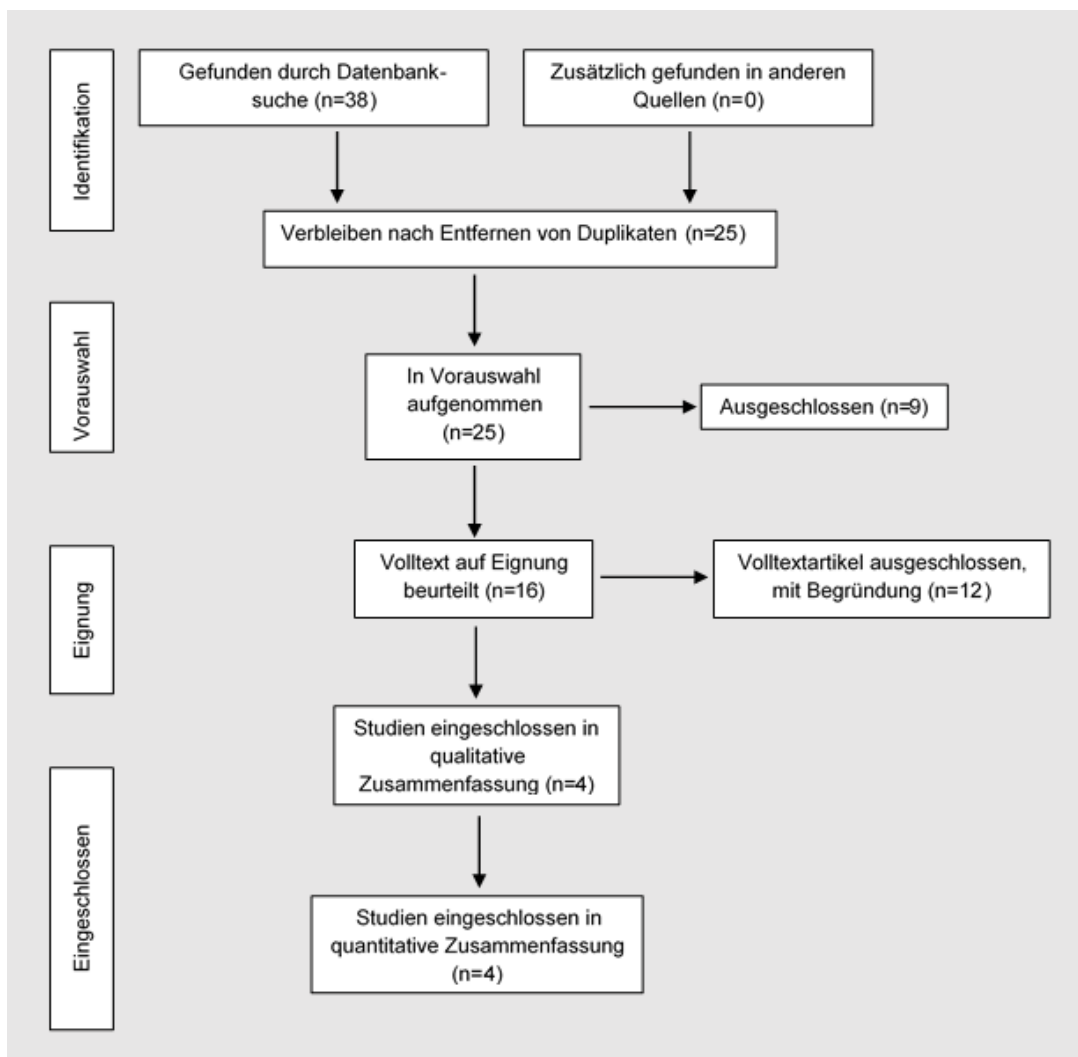 Identifikation
Gefunden durch Datenbank-
suche (n=38)
Zusätzlich gefunden in anderen
Quellen (n=0)
Verbleiben nach Entfernen von Duplikaten (n=25)
Vorauswahl
In Vorauswahl
aufgenommen
(n=25)
Ausgeschlossen (n=9)
Eignung
Volltext auf Eignung
beurteilt (n=16)
Volltextartikel ausgeschlossen,
mit Begründung (n=12)
Eingeschlossen
Studien eingeschlossen in
qualitative
Zusammenfassung (n=4)
Studien eingeschlossen in
quantitative Zusammenfassung
(n=4)